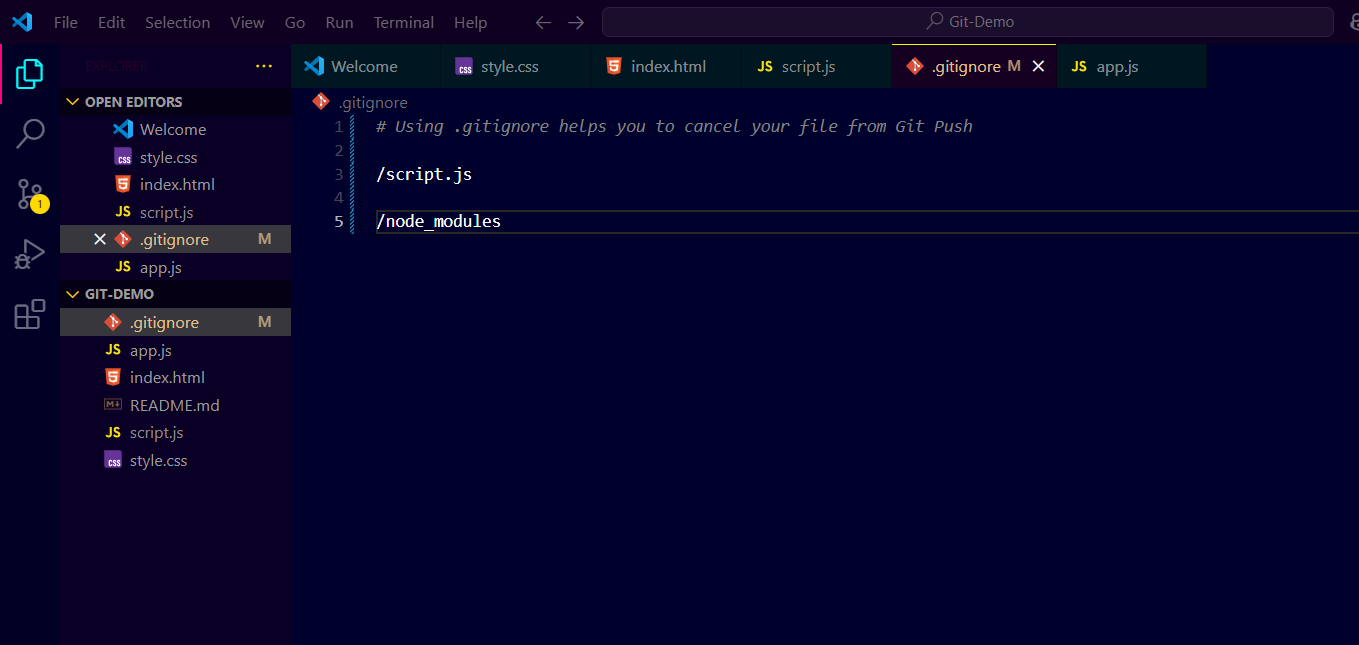 File Edit Selection View Go Run Terminal Help ← → Git-Demo
EXPLORER ...
Welcome style.css index.html JS script.js .gitignore M JS app.js
OPEN EDITORS
Welcome
style.css
index.html
JS script.js
.gitignore M
JS app.js
GIT-DEMO
.gitignore M
JS app.js
index.html
README.md
JS script.js
style.css
1
.gitignore
1 # Using .gitignore helps you to cancel your file from Git Push
2
3 /script.js
4
5 /node_modules